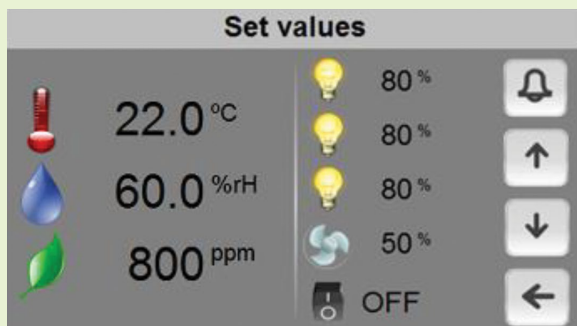 Set values
22.0 °C
60.0 %rH
800 ppm
80 %
80 %
80 %
50 %
OFF